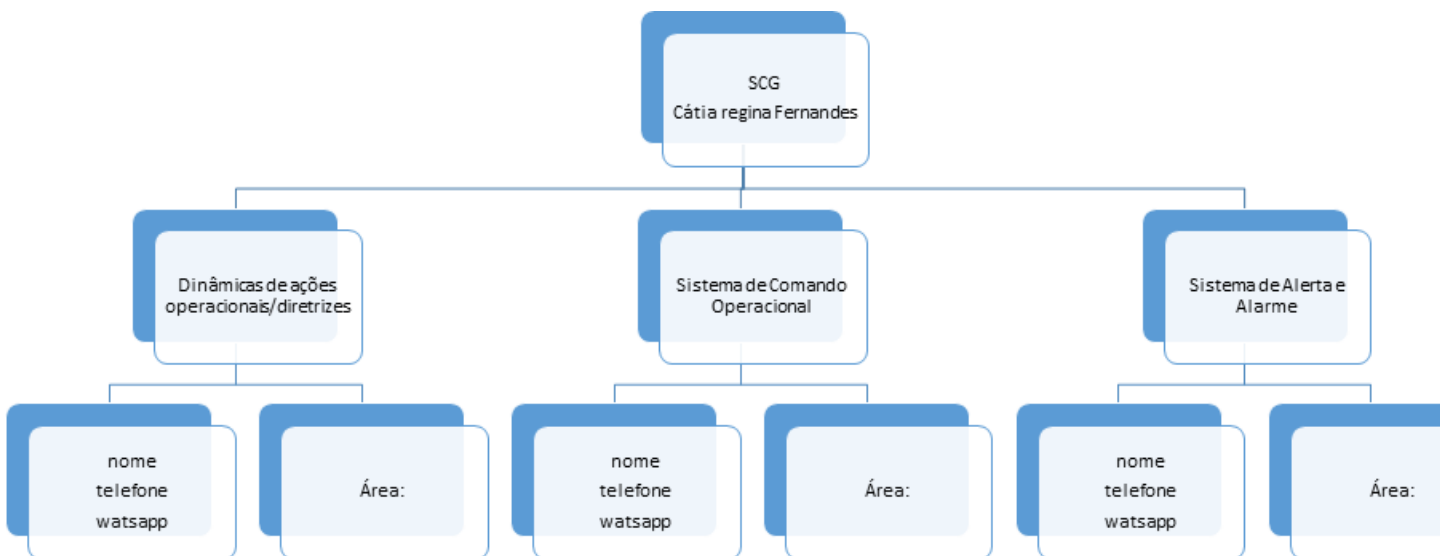 SCG
Cátia regina Fernandes
Dinâmicas de ações
operacionais/diretrizes
Sistema de Comando
Operacional
Sistema de Alerta e
Alarme
nome
telefone
watsapp
Área:
nome
telefone
watsapp
Área:
nome
telefone
watsapp
Área: